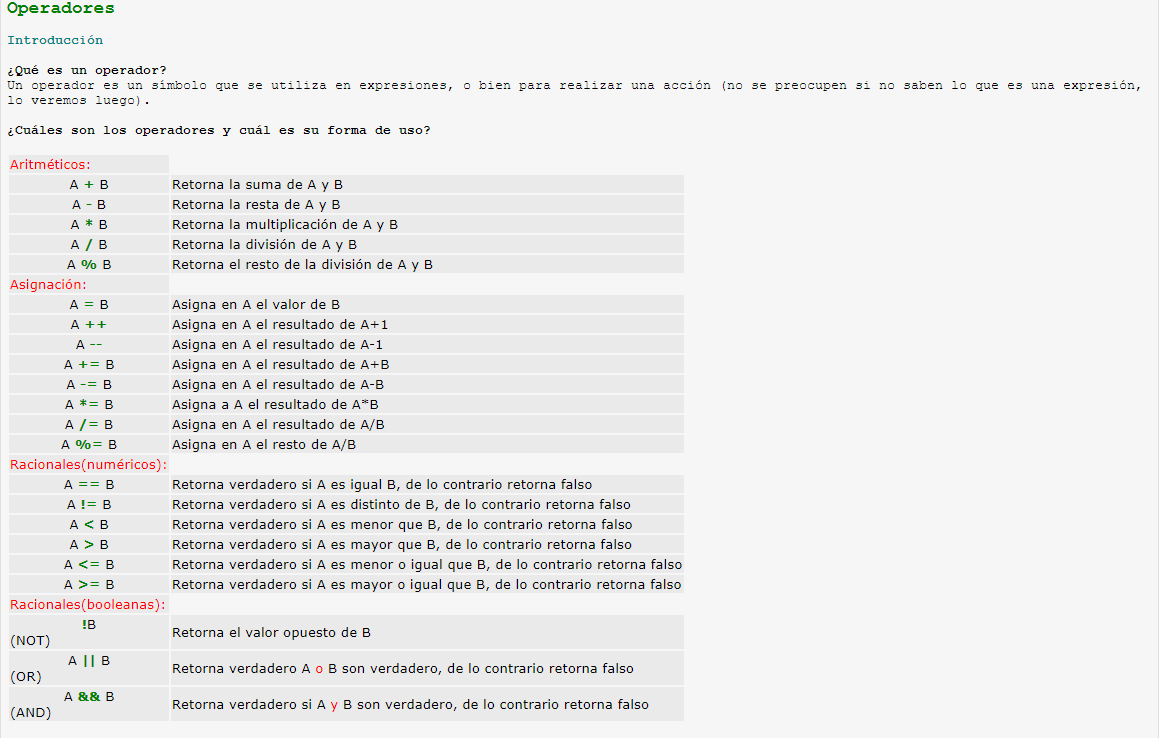 Operadores
Introducción
¿Qué es un operador?
Un operador es un símbolo que se utiliza en expresiones, o bien para realizar una acción (no se preocupen si no saben lo que es una expresión,
lo veremos luego).
¿Cuáles son los operadores y cuál es su forma de uso?
Aritméticos:
A + B Retorna la suma de A y B
A - B Retorna la resta de A y B
A * B Retorna la multiplicación de A y B
A / B Retorna la división de A y B
A % B Retorna el resto de la división de A y B
Asignación:
A = B Asigna en A el valor de B
A ++ Asigna en A el resultado de A+1
A -- Asigna en A el resultado de A-1
A += B Asigna en A el resultado de A+B
A -= B Asigna en A el resultado de A-B
A *= B Asigna a A el resultado de A*B
A /= B Asigna en A el resultado de A/B
A %= B Asigna en A el resto de A/B
Racionales(numéricos):
A == B Retorna verdadero si A es igual B, de lo contrario retorna falso
A != B Retorna verdadero si A es distinto de B, de lo contrario retorna falso
A < B Retorna verdadero si A es menor que B, de lo contrario retorna falso
A > B Retorna verdadero si A es mayor que B, de lo contrario retorna falso
A <= B Retorna verdadero si A es menor o igual que B, de lo contrario retorna falso
A >= B Retorna verdadero si A es mayor o igual que B, de lo contrario retorna falso
Racionales(booleanas):
!B
(NOT)
Retorna el valor opuesto de B
A || B
(OR)
Retorna verdadero A o B son verdadero, de lo contrario retorna falso
A && B
(AND)
Retorna verdadero si A y B son verdadero, de lo contrario retorna falso